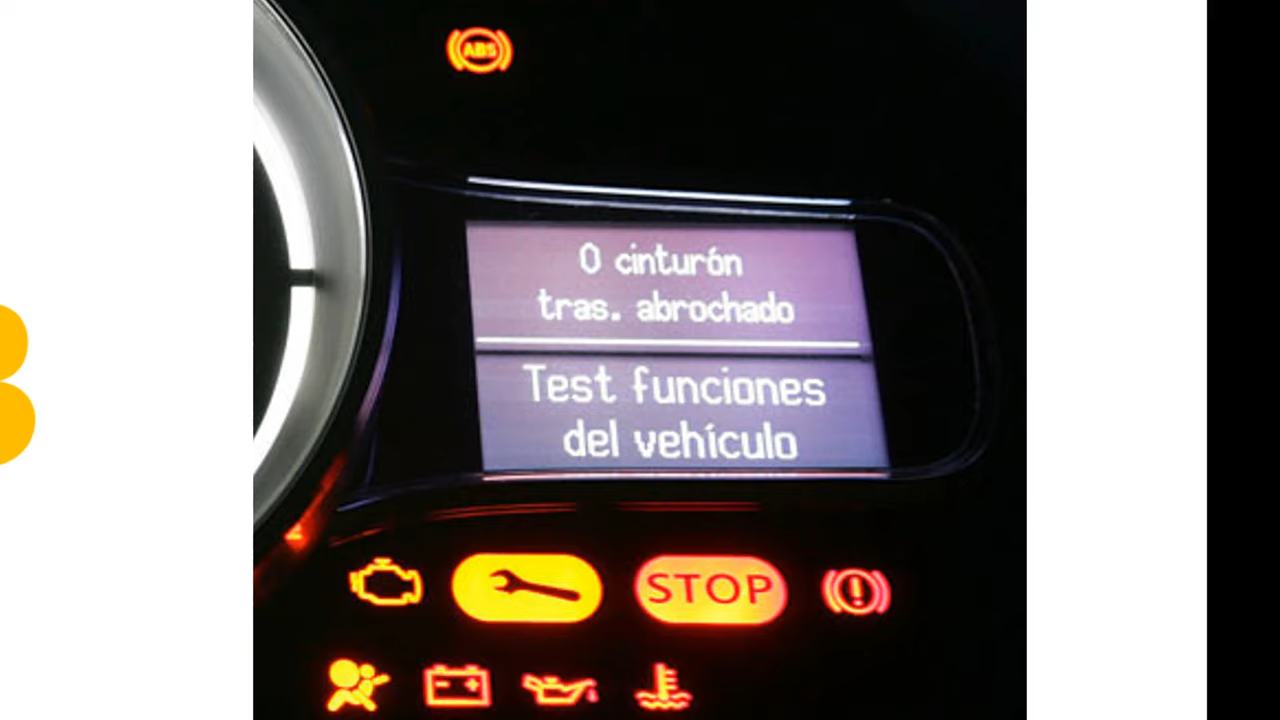 ABS
0 cinturón
tras. abrochado
Test funciones
del vehículo
STOP